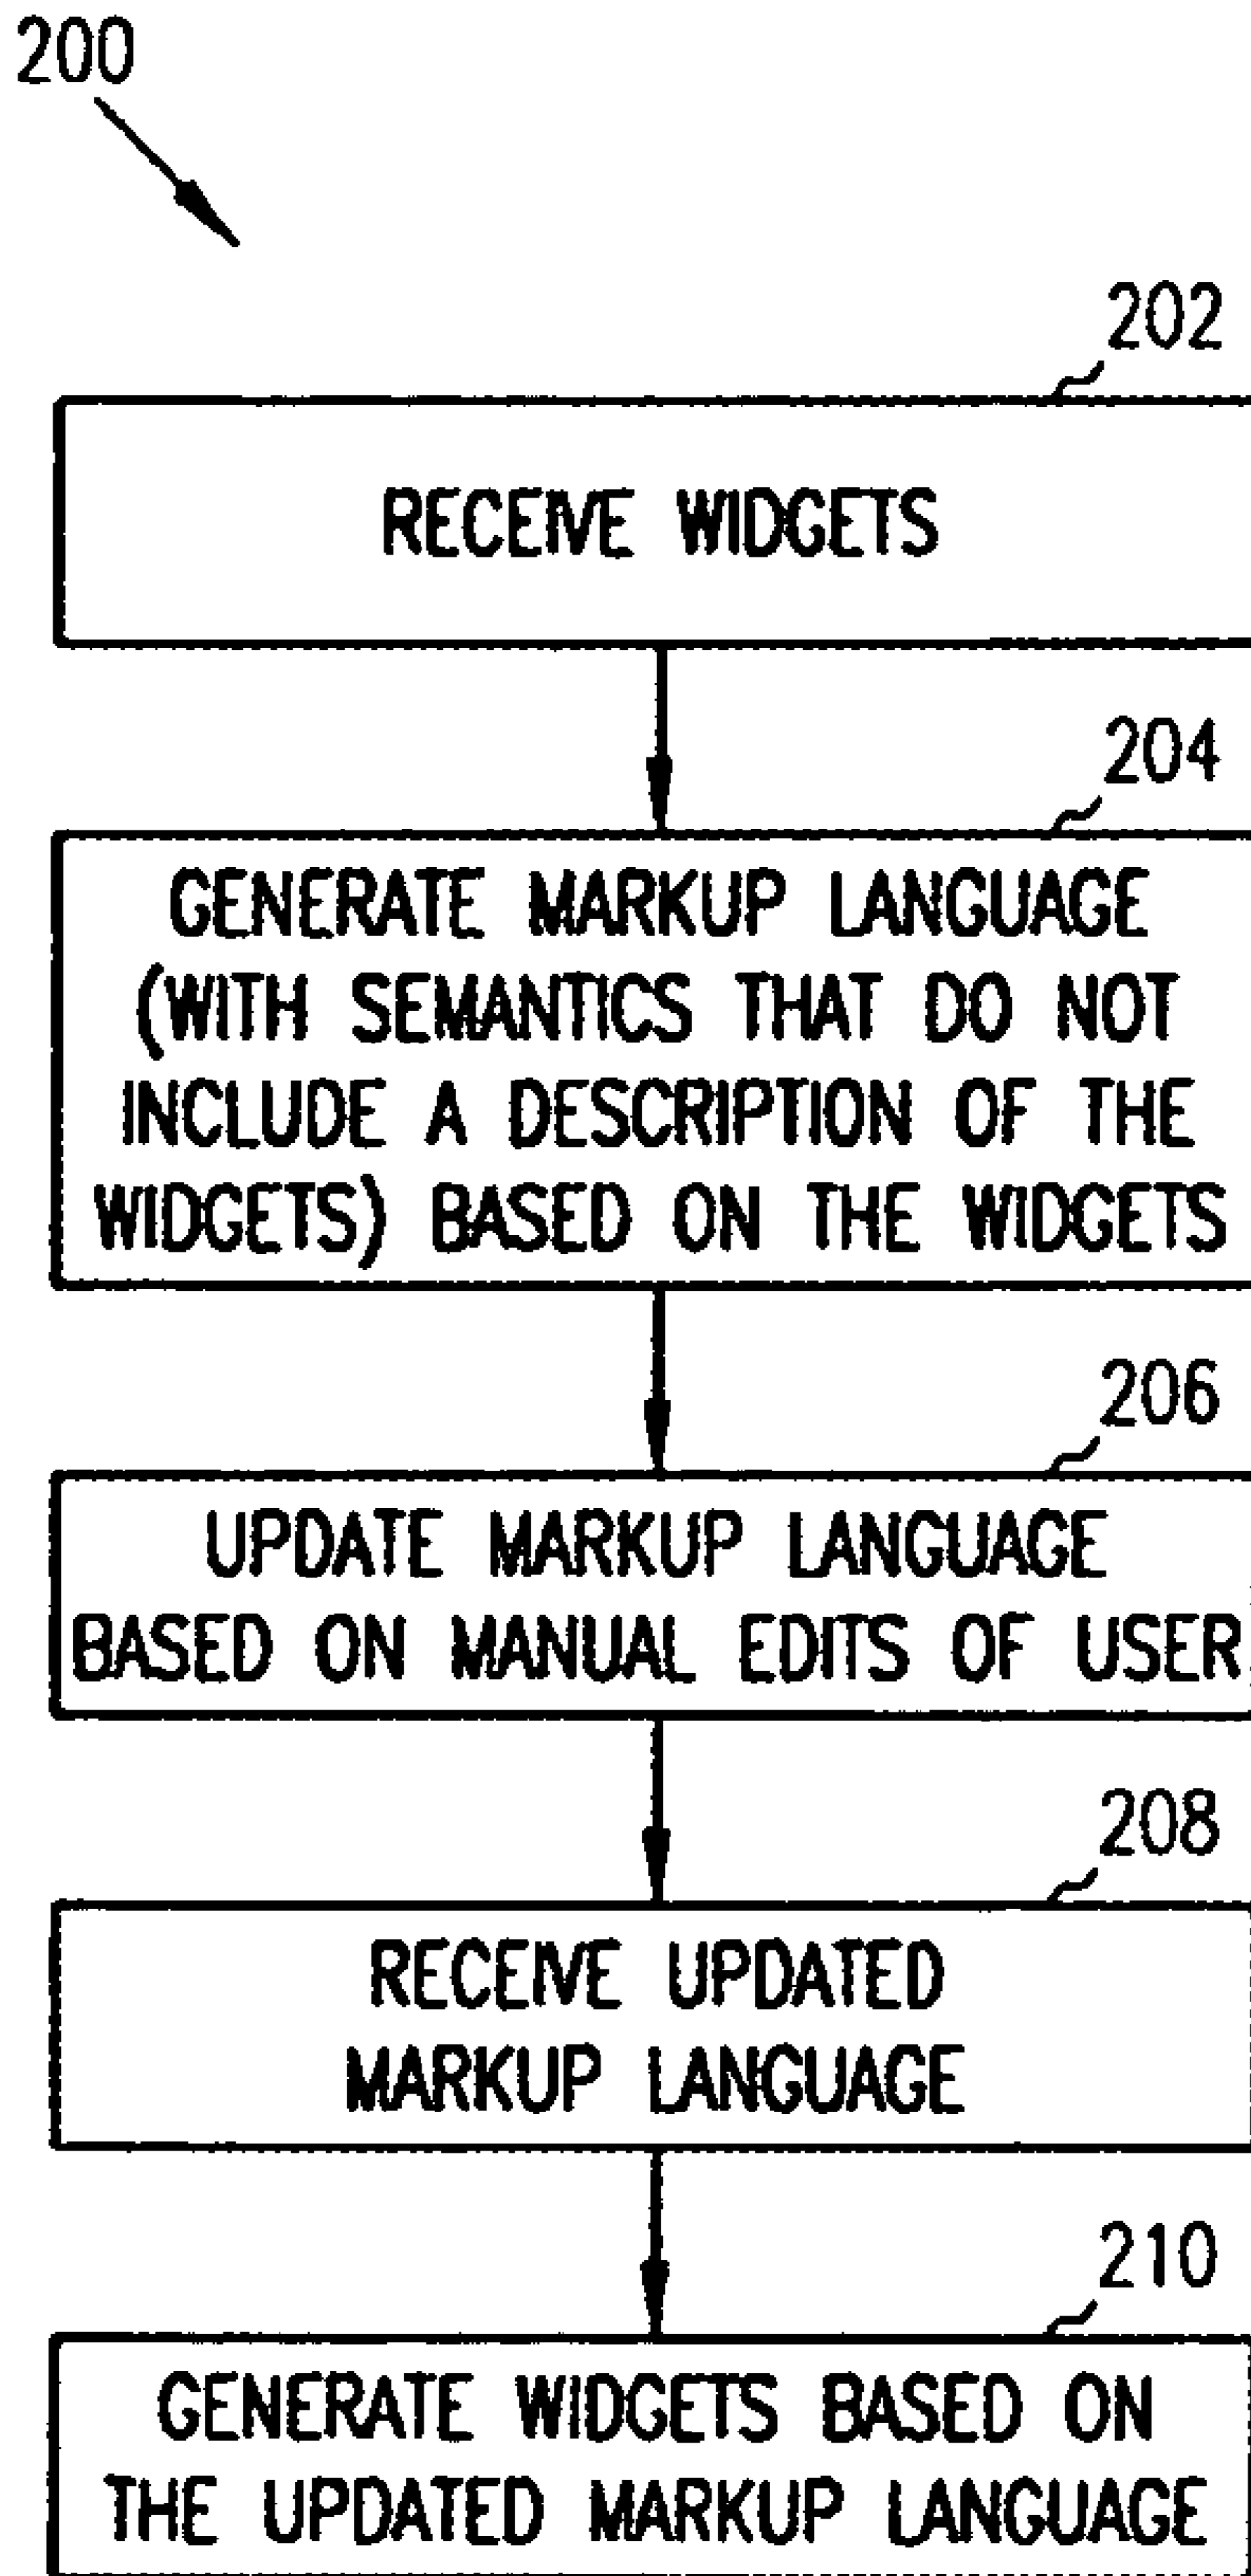 200
202
RECEIVE WIDGETS
204
GENERATE MARKUP LANGUAGE
(WITH SEMANTICS THAT DO NOT
INCLUDE A DESCRIPTION OF THE
WIDGETS) BASED ON THE WIDGETS
206
UPDATE MARKUP LANGUAGE
BASED ON MANUAL EDITS OF USER
208
RECEIVE UPDATED
MARKUP LANGUAGE
210
GENERATE WIDGETS BASED ON
THE UPDATED MARKUP LANGUAGE